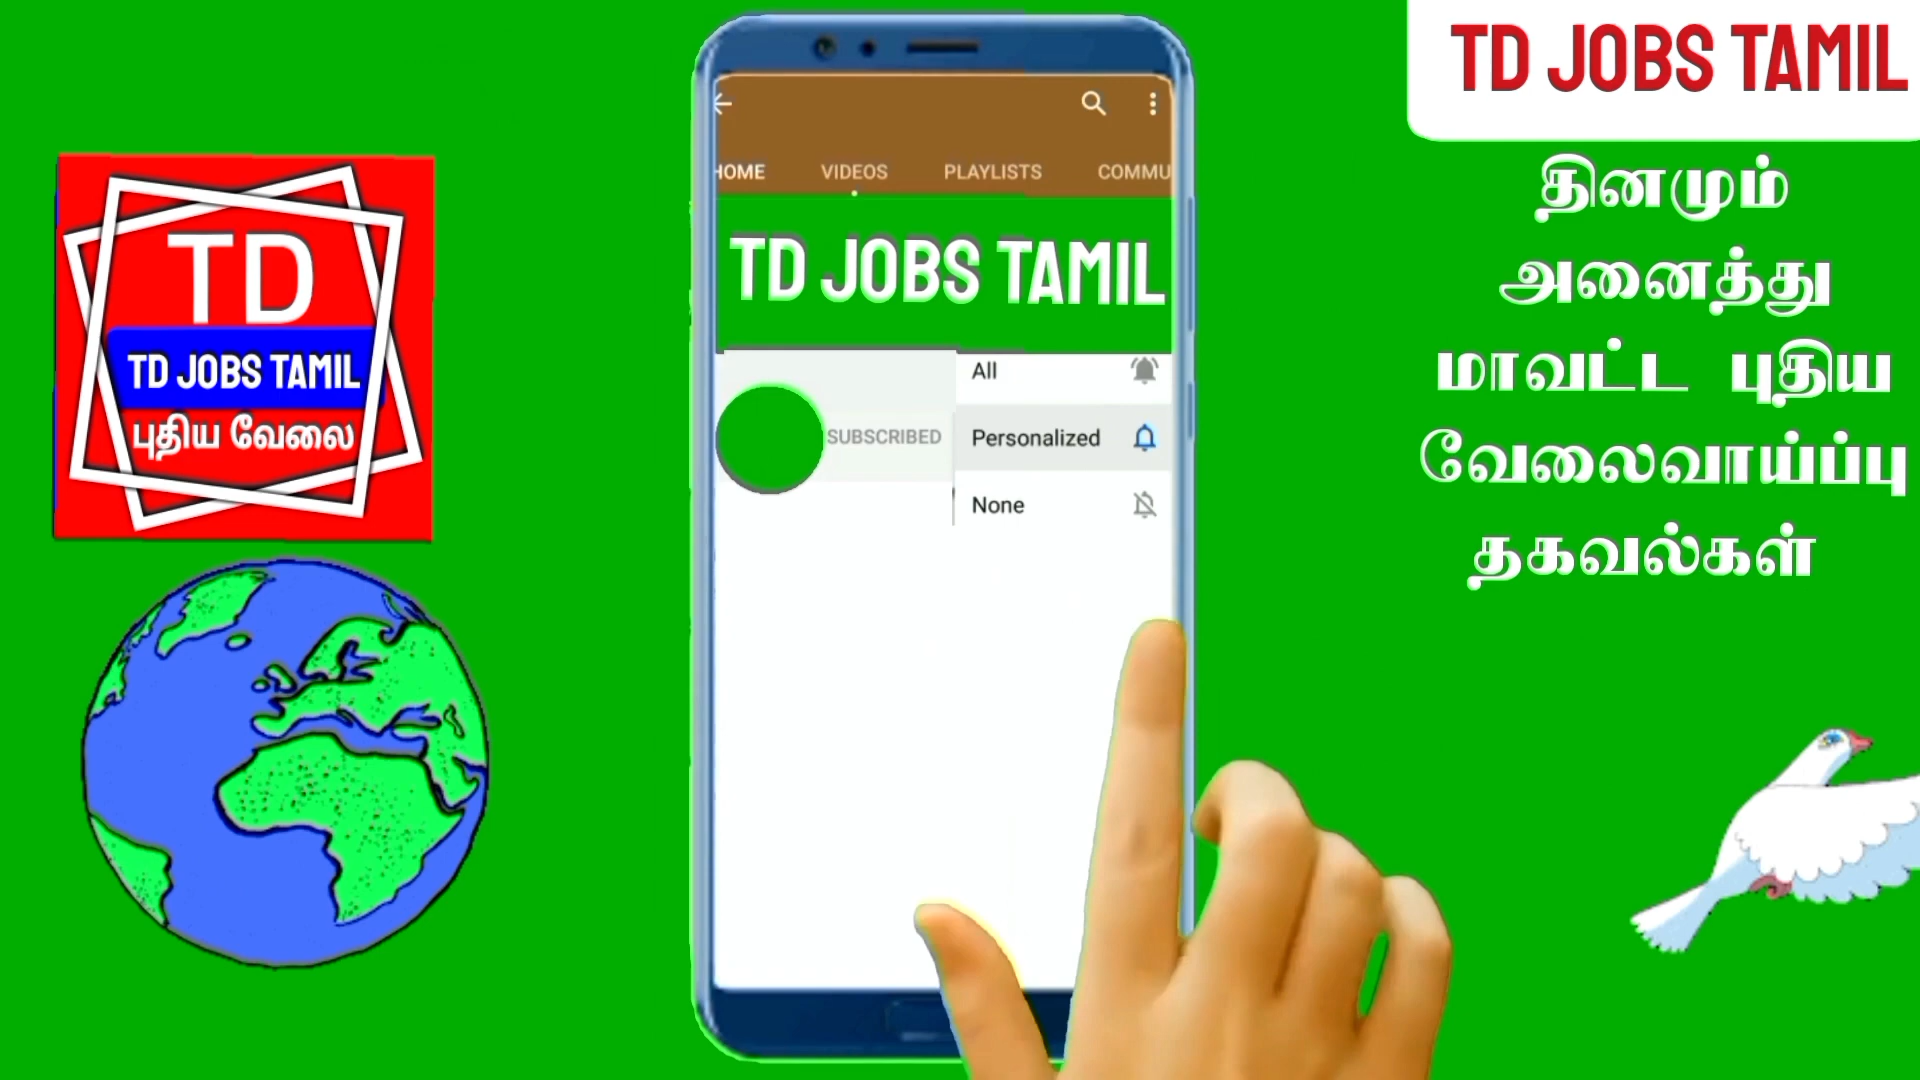 TD
TD JOBS TAMIL
புதிய வேலை
HOME VIDEOS PLAYLISTS COMMU
TD JOBS TAMIL
All
SUBSCRIBED
Personalized
None
TD JOBS TAMIL
தினமும்
அனைத்து
மாவட்ட புதிய
வேலைவாய்ப்பு
தகவல்கள்